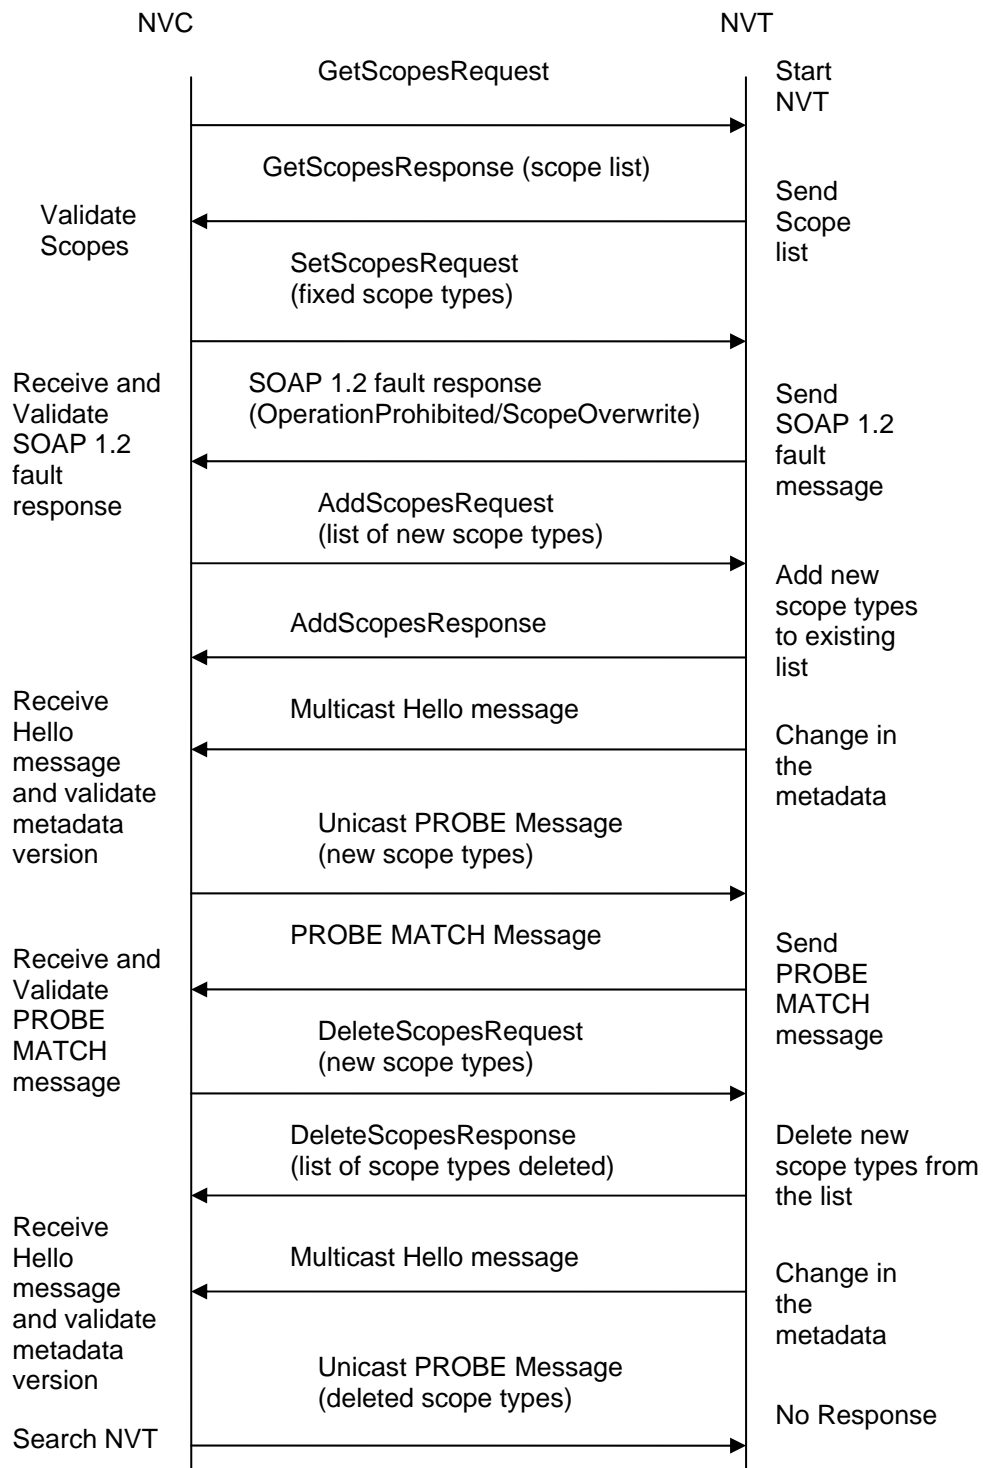 NVC
NVT
GetScopesRequest
Start
NVT
GetScopesResponse (scope list)
Send
Scope
list
Validate
Scopes
SetScopesRequest
(fixed scope types)
Receive and
Validate
SOAP 1.2
fault
response
SOAP 1.2 fault response
(OperationProhibited/ScopeOverwrite)
Send
SOAP 1.2
fault
message
AddScopesRequest
(list of new scope types)
Add new
scope types
to existing
list
AddScopesResponse
Receive
Hello
message
and validate
metadata
version
Multicast Hello message
Change in
the
metadata
Unicast PROBE Message
(new scope types)
PROBE MATCH Message
Send
PROBE
MATCH
message
Receive and
Validate
PROBE
MATCH
message
DeleteScopesRequest
(new scope types)
DeleteScopesResponse
(list of scope types deleted)
Delete new
scope types from
the list
Receive
Hello
message
and validate
metadata
version
Multicast Hello message
Change in
the
metadata
Unicast PROBE Message
(deleted scope types)
No Response
Search NVT